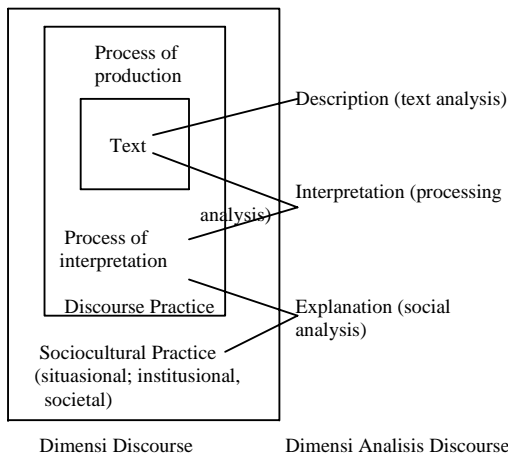 Process of
production
Description (text analysis)
Text
Interpretation (processing
analysis)
Process of
interpretation
Discourse Practice
Explanation (social
analysis)
Sociocultural Practice
(situasional; institusional,
societal)
Dimensi Discourse
Dimensi Analisis Discourse